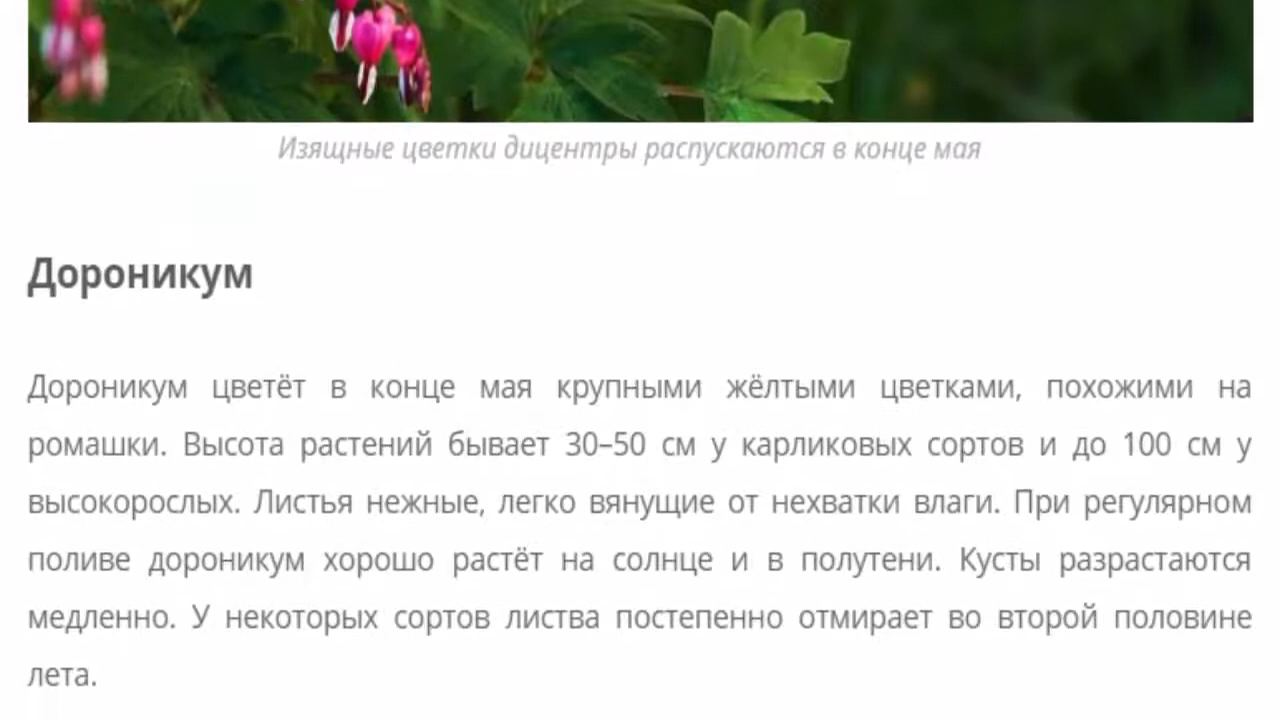 Изящные цветки дицентры распускаются в конце мая
Дороникум
Дороникум цветёт в конце мая крупными жёлтыми цветками, похожими на
ромашки. Высота растений бывает 30–50 см у карликовых сортов и до 100 см у
высокорослых. Листья нежные, легко вянущие от нехватки влаги. При регулярном
поливе дороникум хорошо растёт на солнце и в полутени. Кусты разрастаются
медленно. У некоторых сортов листва постепенно отмирает во второй половине
лета.